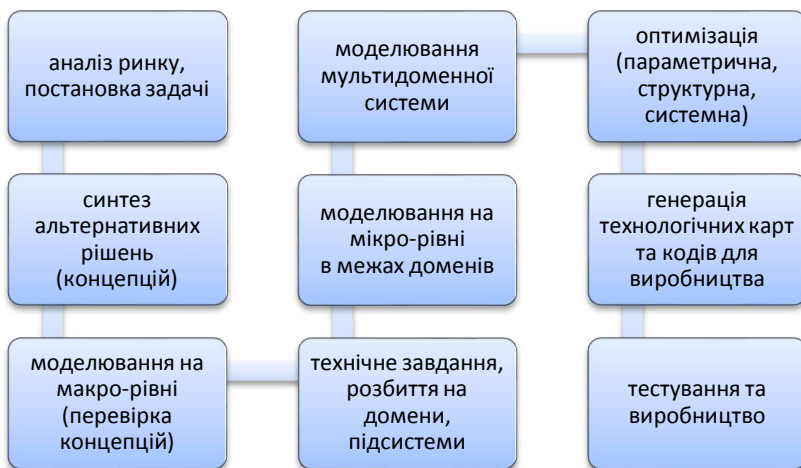 аналіз ринку,
постановка задачі
синтез
альтернативних
рішень
(концепцій)
моделювання на
макро-рівні
(перевірка
концепцій)
технічне завдання,
розбиття на
домени,
підсистеми
моделювання на
мікро-рівні
в межах доменів
моделювання
мультидоменної
системи
оптимізація
(параметрична,
структурна,
системна)
генерація
технологічних карт
та кодів для
виробництва
тестування та
виробництво